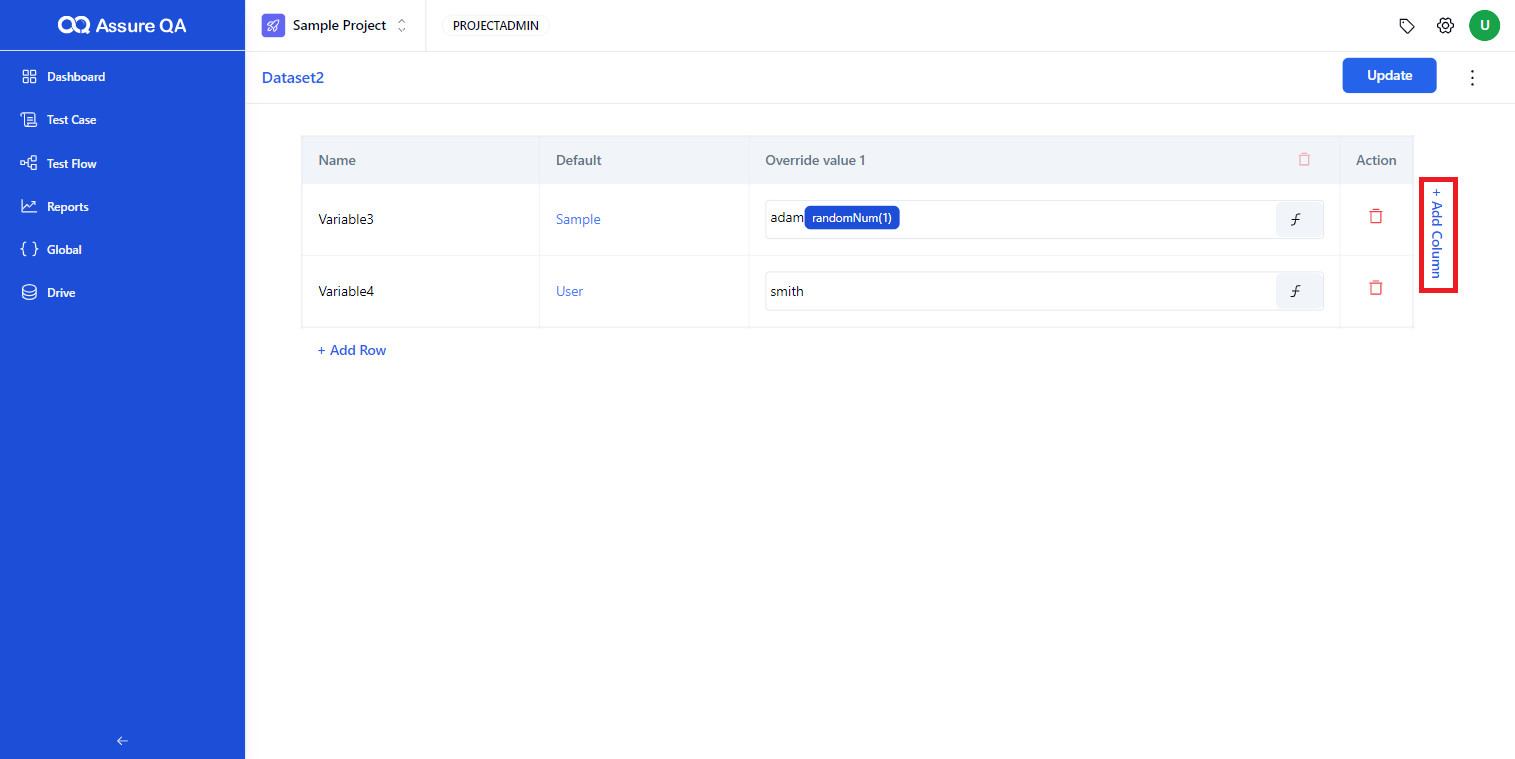 Assure QA
Sample Project
PROJECTADMIN
U
Dashboard
Test Case
Test Flow
Reports
Global
Drive
Dataset2
Update
Name Default Override value 1 Action
Variable3 Sample adam randomNum(1) ƒ
Variable4 User smith ƒ
+ Add Row
+ Add Column